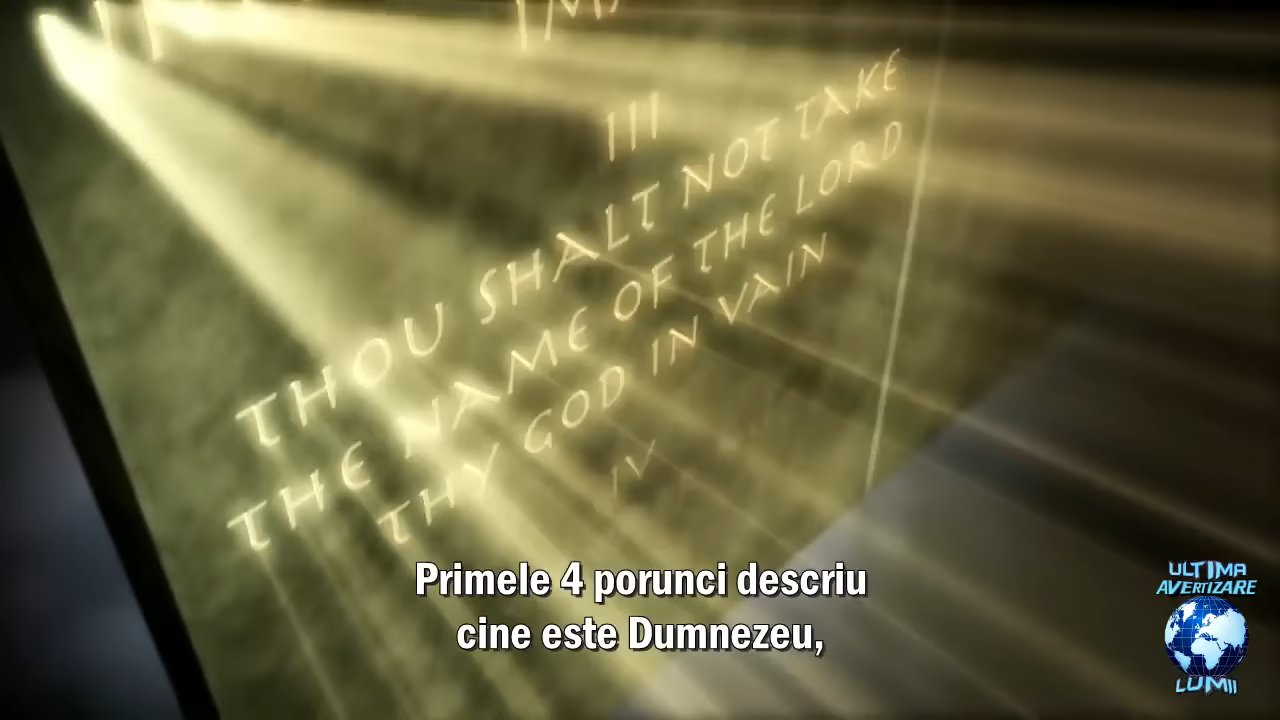 III
THOU SHALT NOT TAKE
THE NAME OF THE LORD
THY GOD IN VAIN
IV
Primele 4 porunci descriu
cine este Dumnezeu,
ULTIMA
AVERTIZARE
LUMII